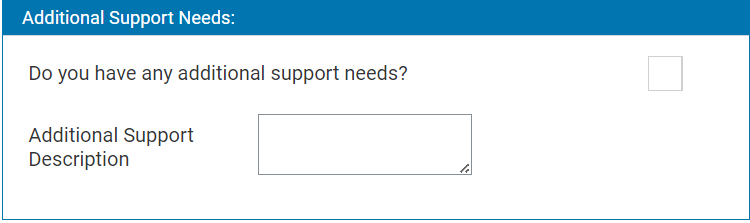 Additional Support Needs:
Do you have any additional support needs?
Additional Support
Description